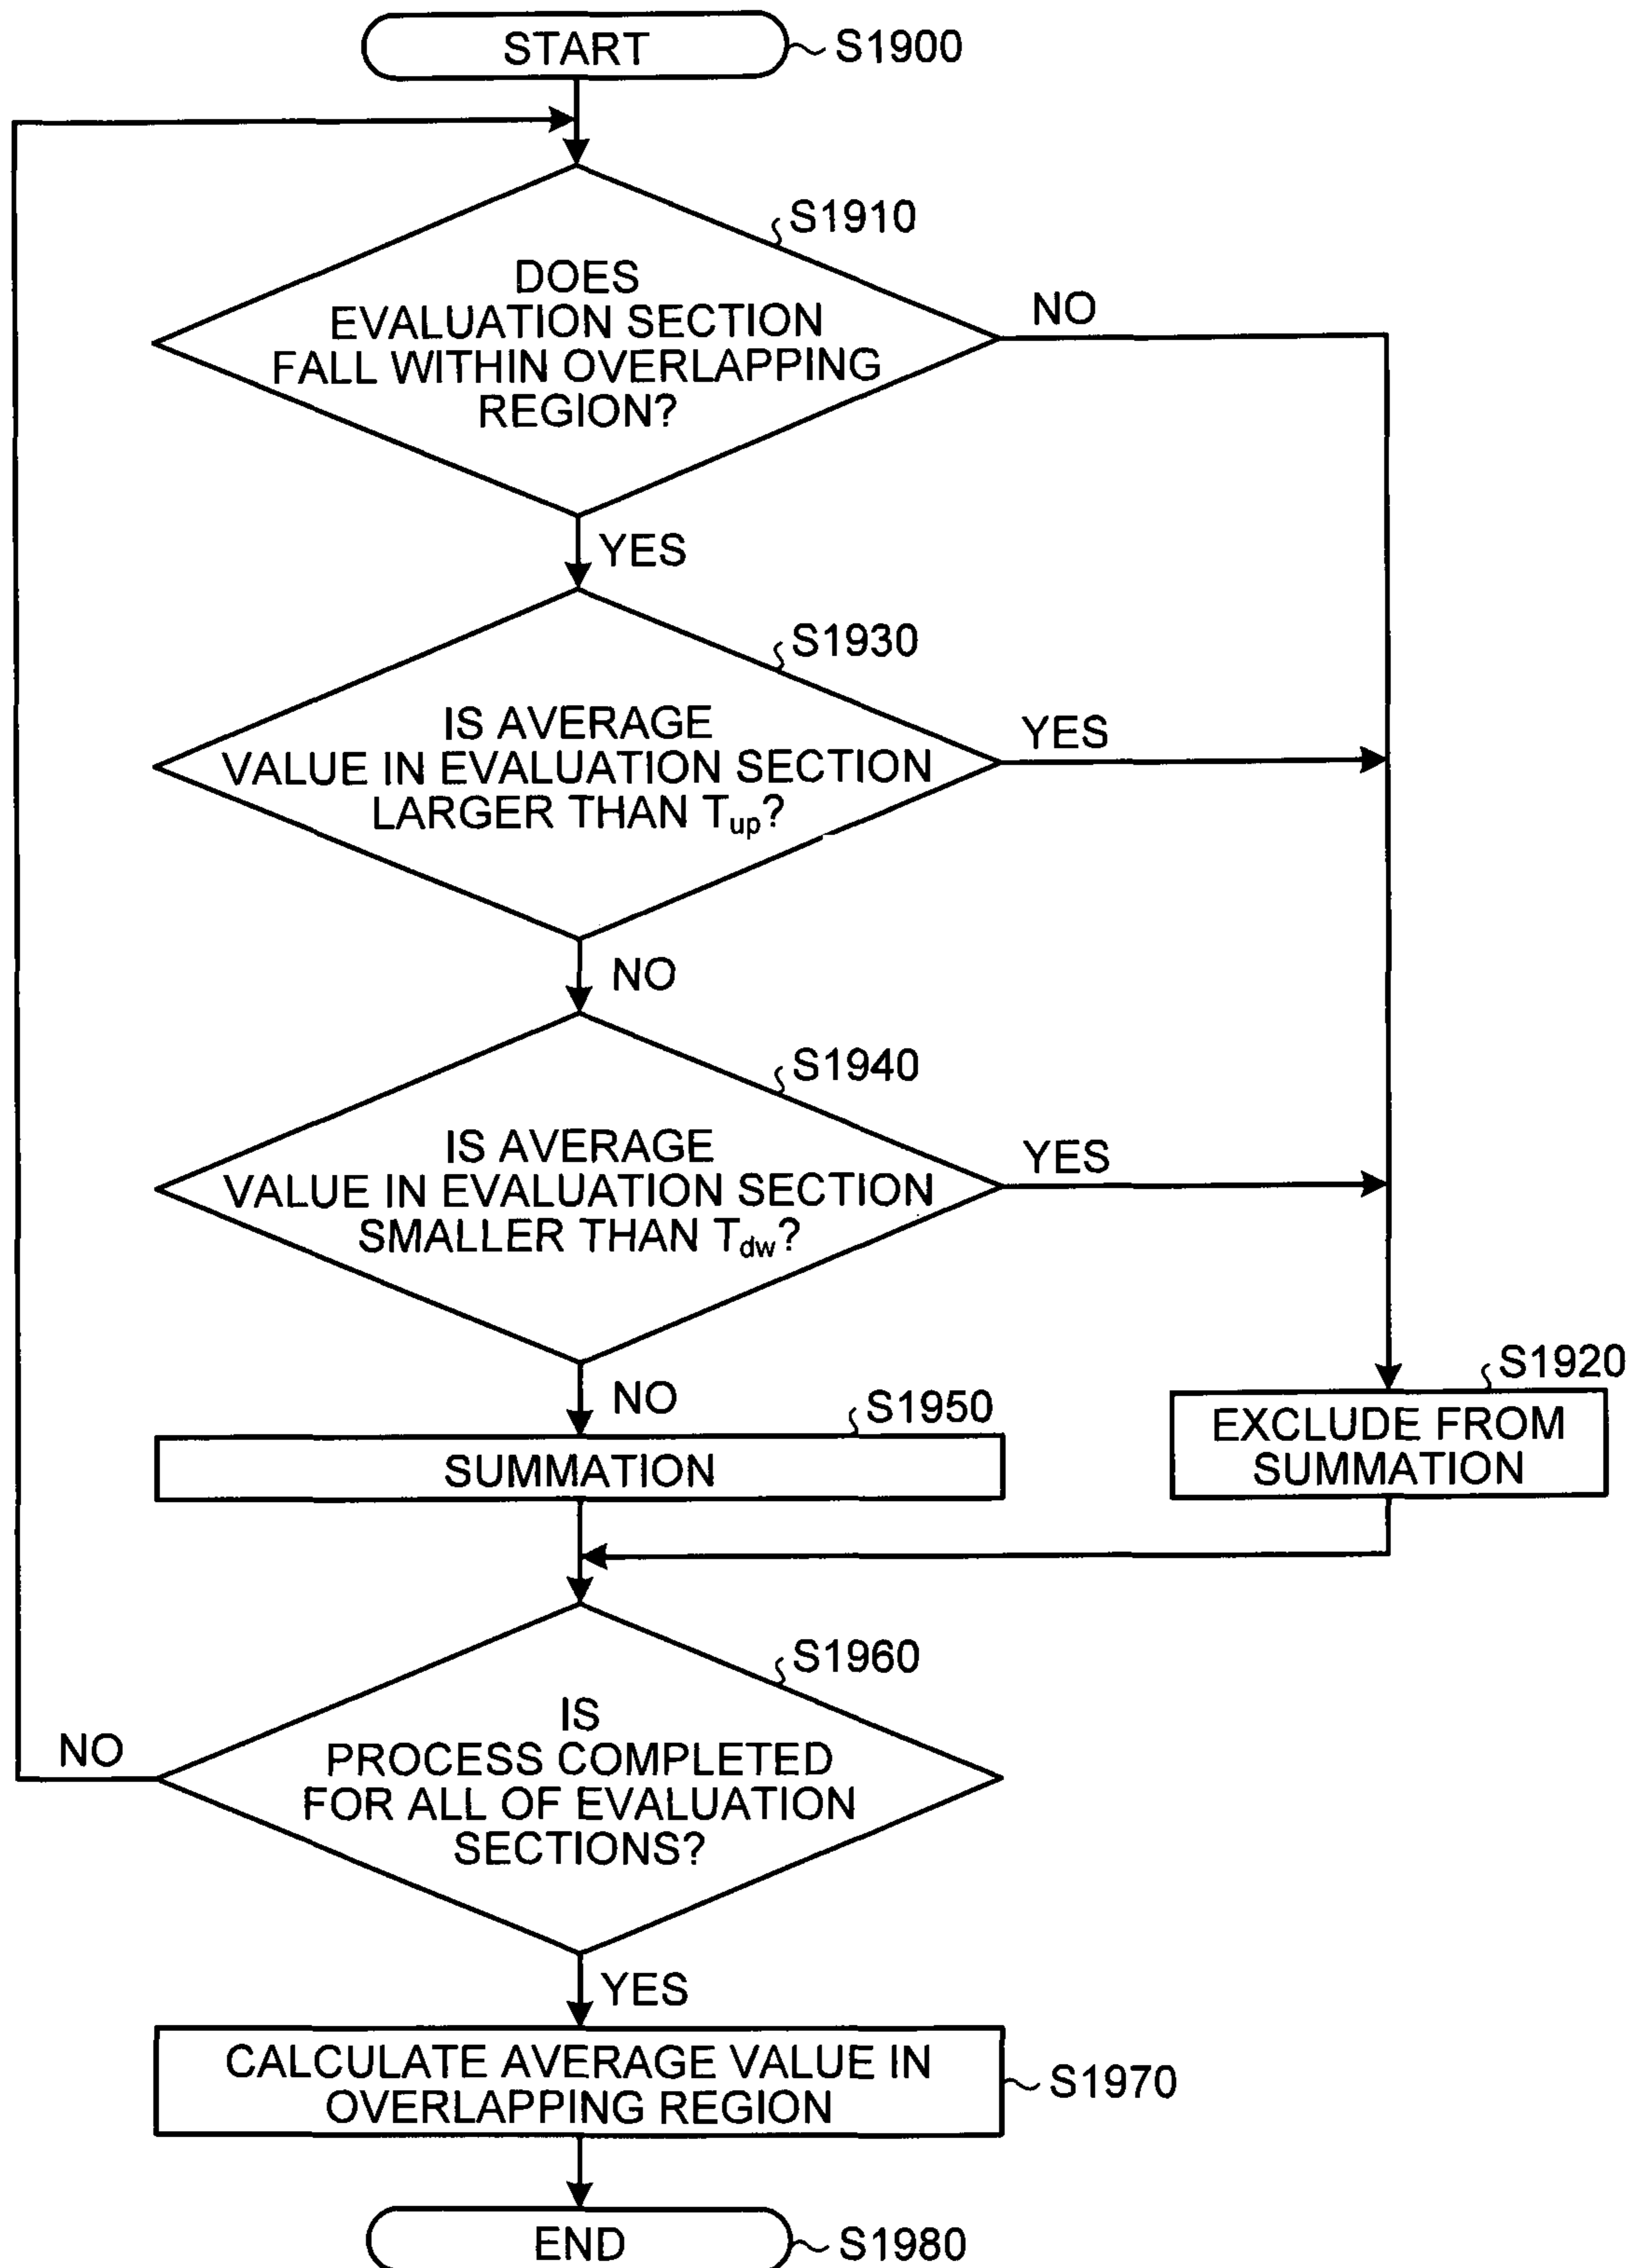 START
S1900
S1910
DOES
EVALUATION SECTION
FALL WITHIN OVERLAPPING
REGION?
NO
YES
S1930
IS AVERAGE
VALUE IN EVALUATION SECTION
LARGER THAN Tup?
YES
NO
S1940
IS AVERAGE
VALUE IN EVALUATION SECTION
SMALLER THAN Tdw?
YES
NO
S1950
SUMMATION
S1920
EXCLUDE FROM
SUMMATION
S1960
IS
PROCESS COMPLETED
FOR ALL OF EVALUATION
SECTIONS?
NO
YES
CALCULATE AVERAGE VALUE IN
OVERLAPPING REGION
S1970
END
S1980